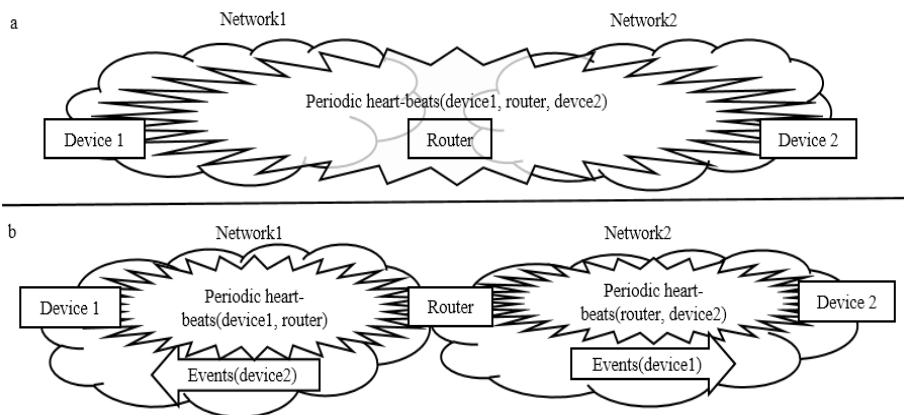 a
Network1
Network2
Periodic heart-beats(device1, router, devce2)
Device 1
Router
Device 2
b
Network1
Network2
Device 1
Periodic heart-
beats(device1, router)
Router
Periodic heart-
beats(router, device2)
Device 2
Events(device2)
Events(device1)